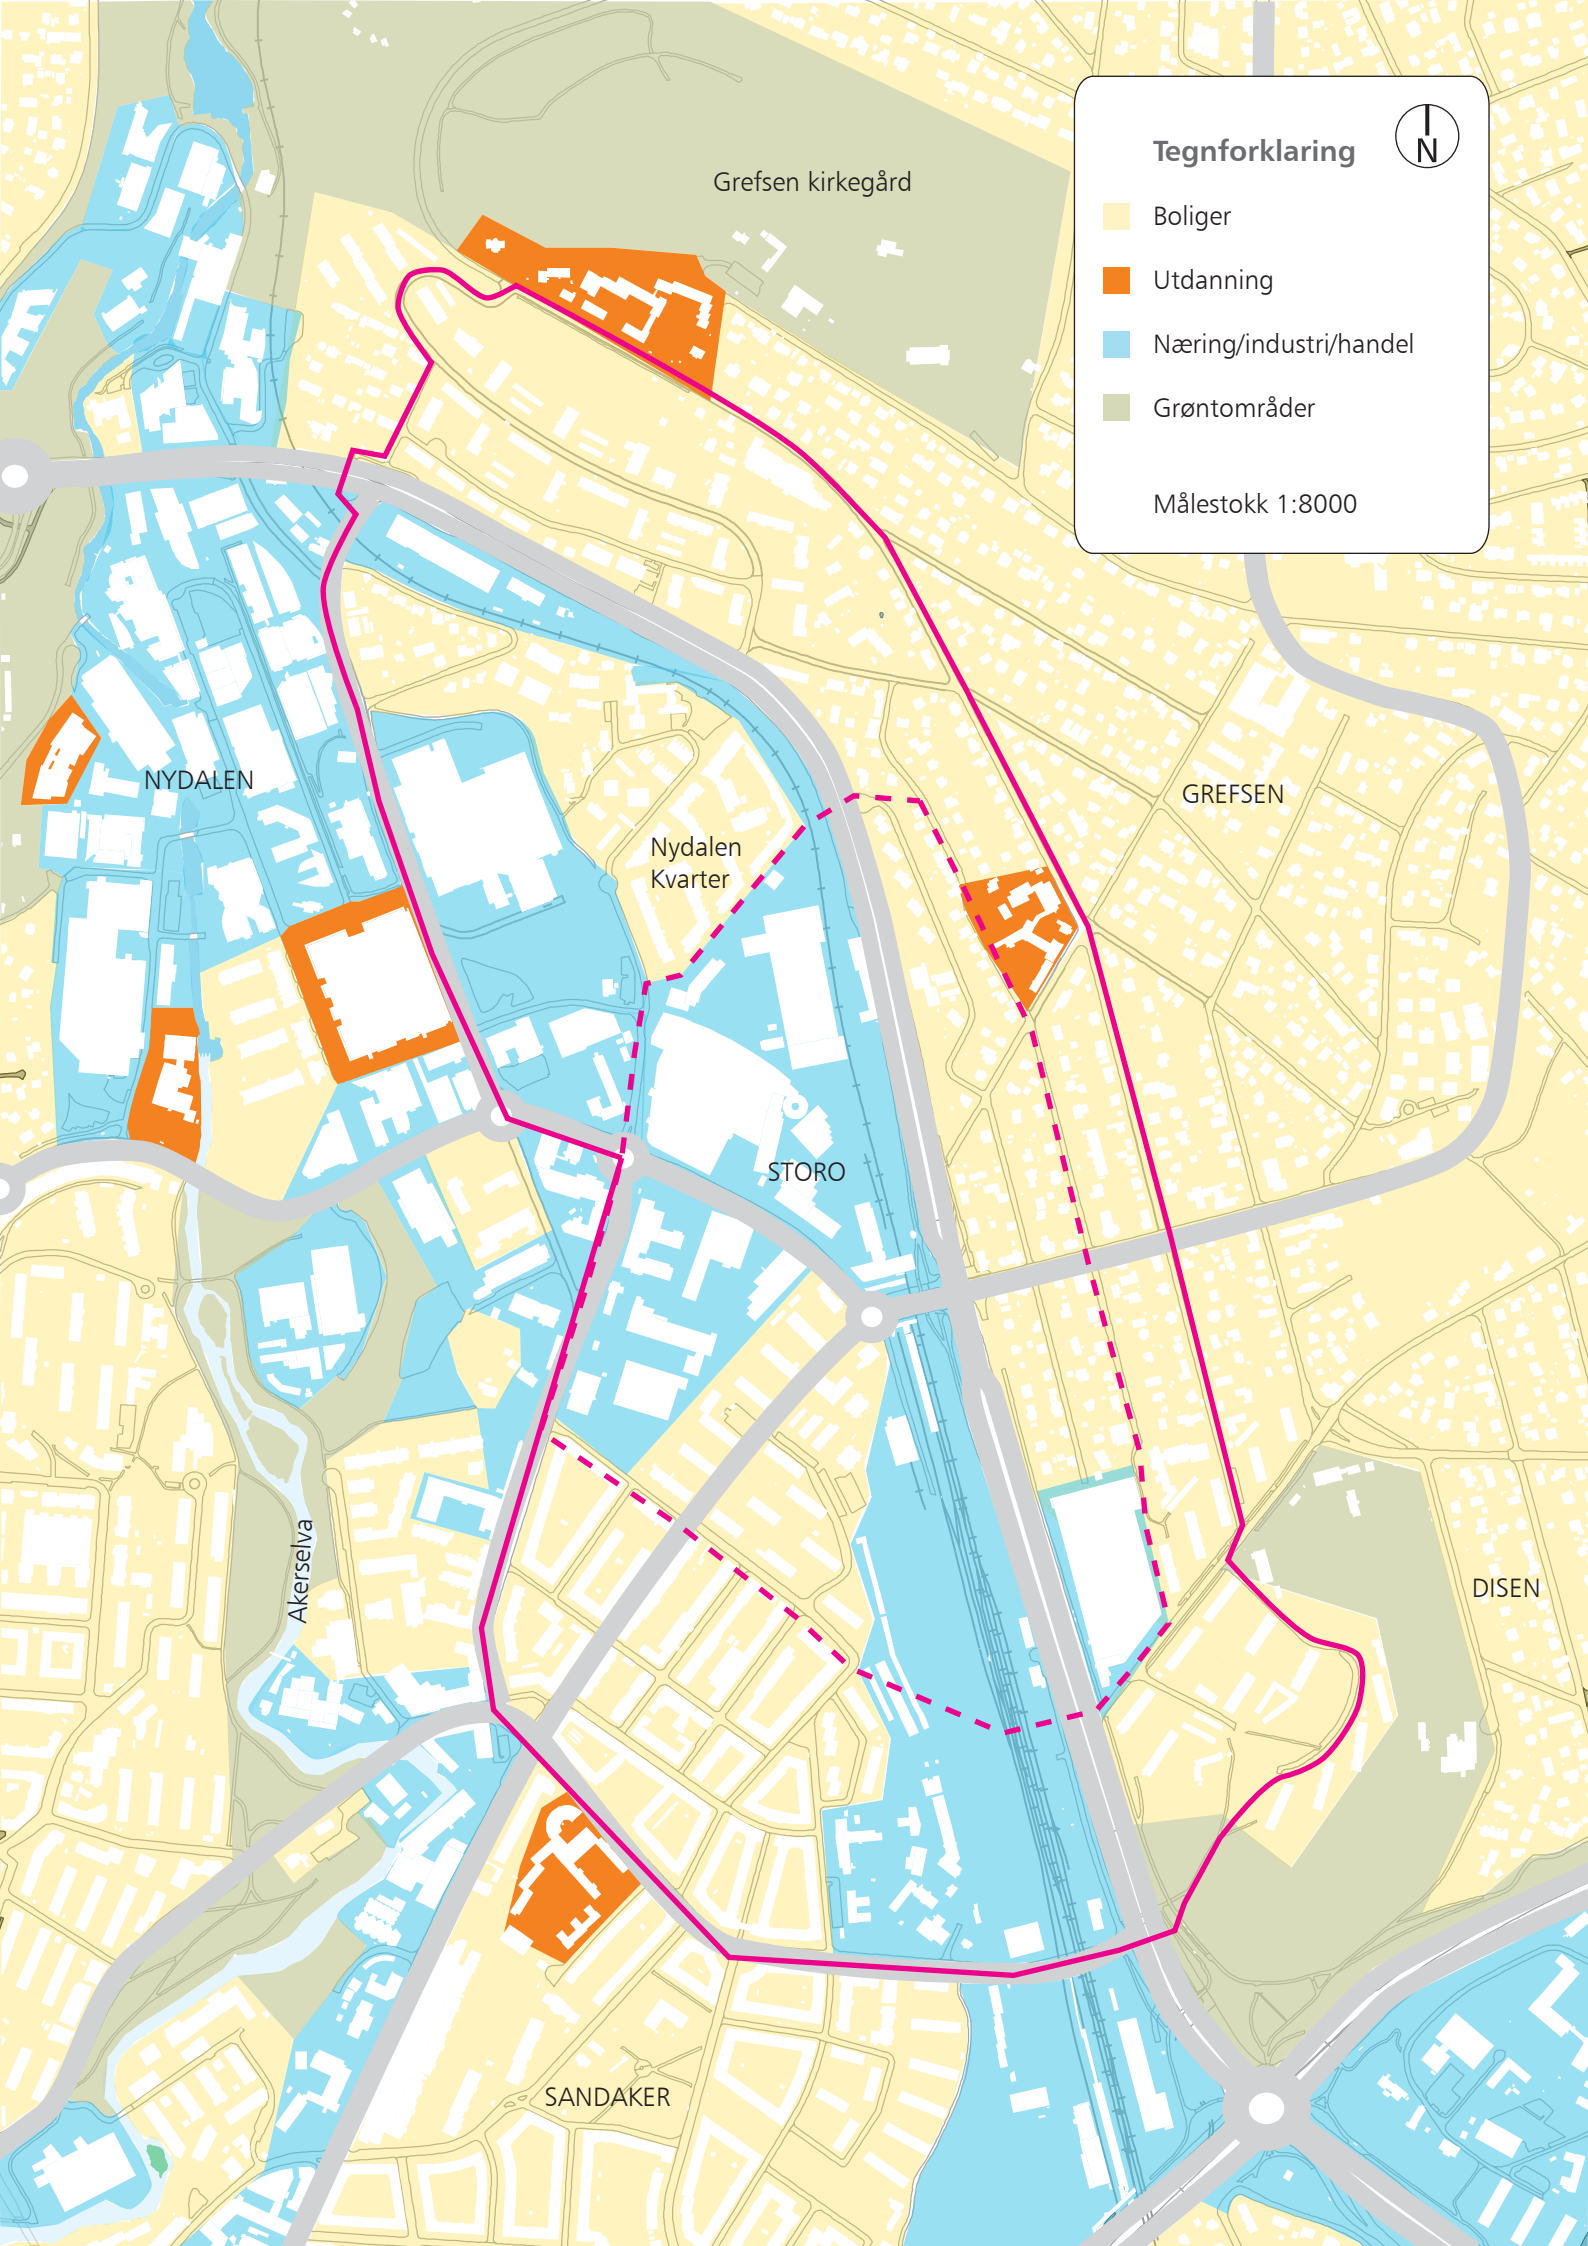 Tegnforklaring
N
Boliger
Utdanning
Næring/industri/handel
Grøntområder
Målestokk 1:8000
Grefsen kirkegård
NYDALEN
GREFSEN
Nydalen
Kvarter
STORO
Akerselva
DISEN
SANDAKER